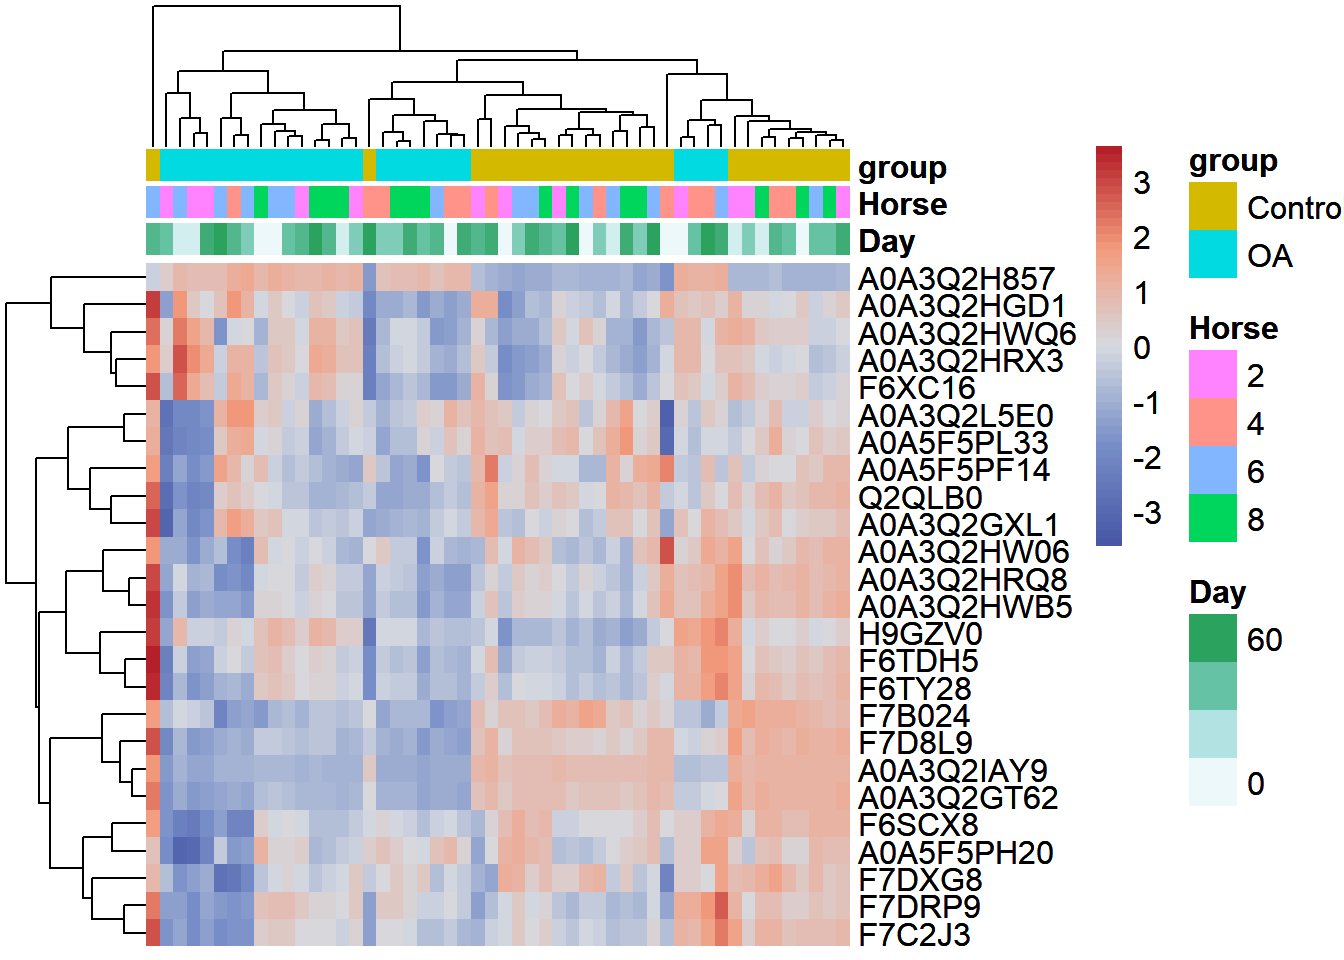 group
Horse
Day
A0A3Q2H857
A0A3Q2HGD1
A0A3Q2HWQ6
A0A3Q2HRX3
F6XC16
A0A3Q2L5E0
A0A5F5PL33
A0A5F5PF14
Q2QLB0
A0A3Q2GXL1
A0A3Q2HW06
A0A3Q2HRQ8
A0A3Q2HWB5
H9GZV0
F6TDH5
F6TY28
F7B024
F7D8L9
A0A3Q2IAY9
A0A3Q2GT62
F6SCX8
A0A5F5PH20
F7DXG8
F7DRP9
F7C2J3
3
2
1
0
-1
-2
-3
group
Contro
OA
Horse
2
4
6
8
Day
60
0